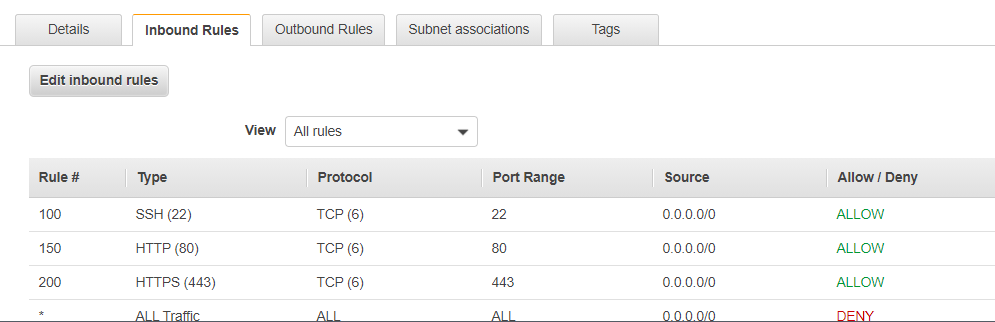 Details Inbound Rules Outbound Rules Subnet associations Tags
Edit inbound rules
View All rules
Rule # Type Protocol Port Range Source Allow / Deny
100 SSH (22) TCP (6) 22 0.0.0.0/0 ALLOW
150 HTTP (80) TCP (6) 80 0.0.0.0/0 ALLOW
200 HTTPS (443) TCP (6) 443 0.0.0.0/0 ALLOW
* ALL Traffic ALL ALL 0.0.0.0/0 DENY